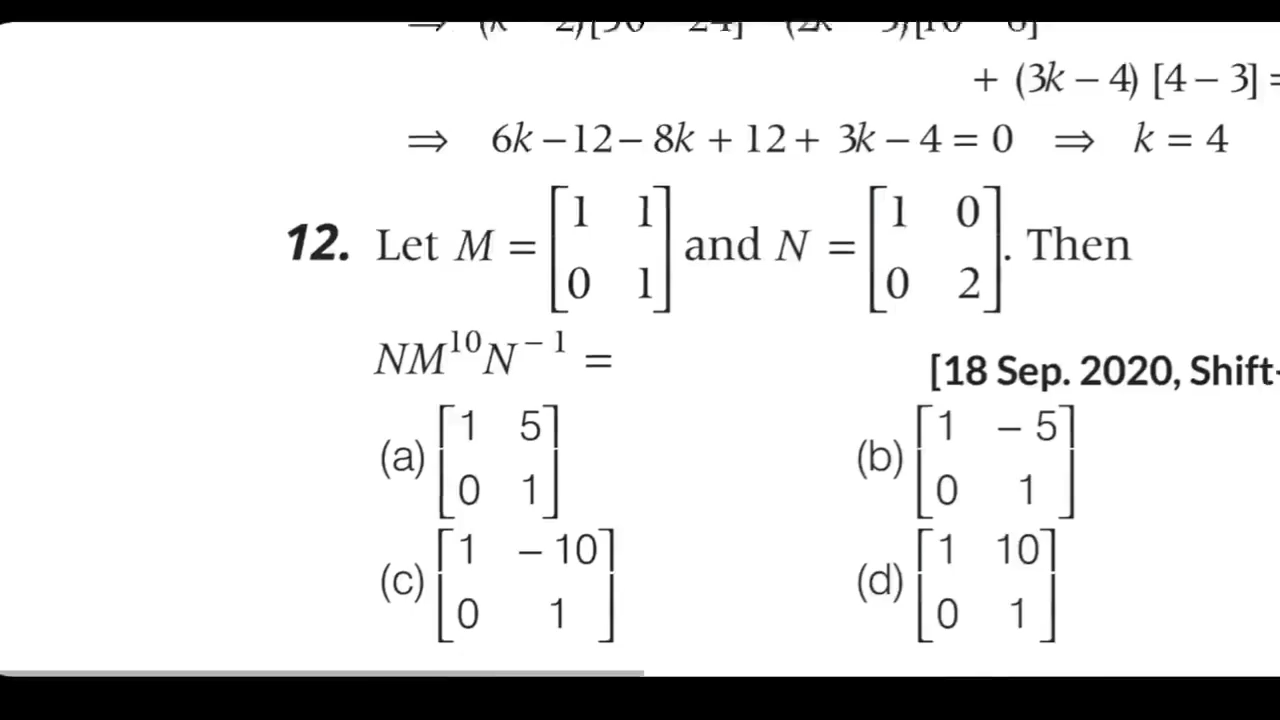 + (3k – 4) [4 – 3] =
⇒ 6k – 12 – 8k + 12 + 3k – 4 = 0 ⇒ k = 4
12. Let M = [1 1; 0 1] and N = [1 0; 0 2]. Then
NM¹⁰N⁻¹ =
[18 Sep. 2020, Shift-
(a) [1 5; 0 1] (b) [1 – 5; 0 1]
(c) [1 – 10; 0 1] (d) [1 10; 0 1]